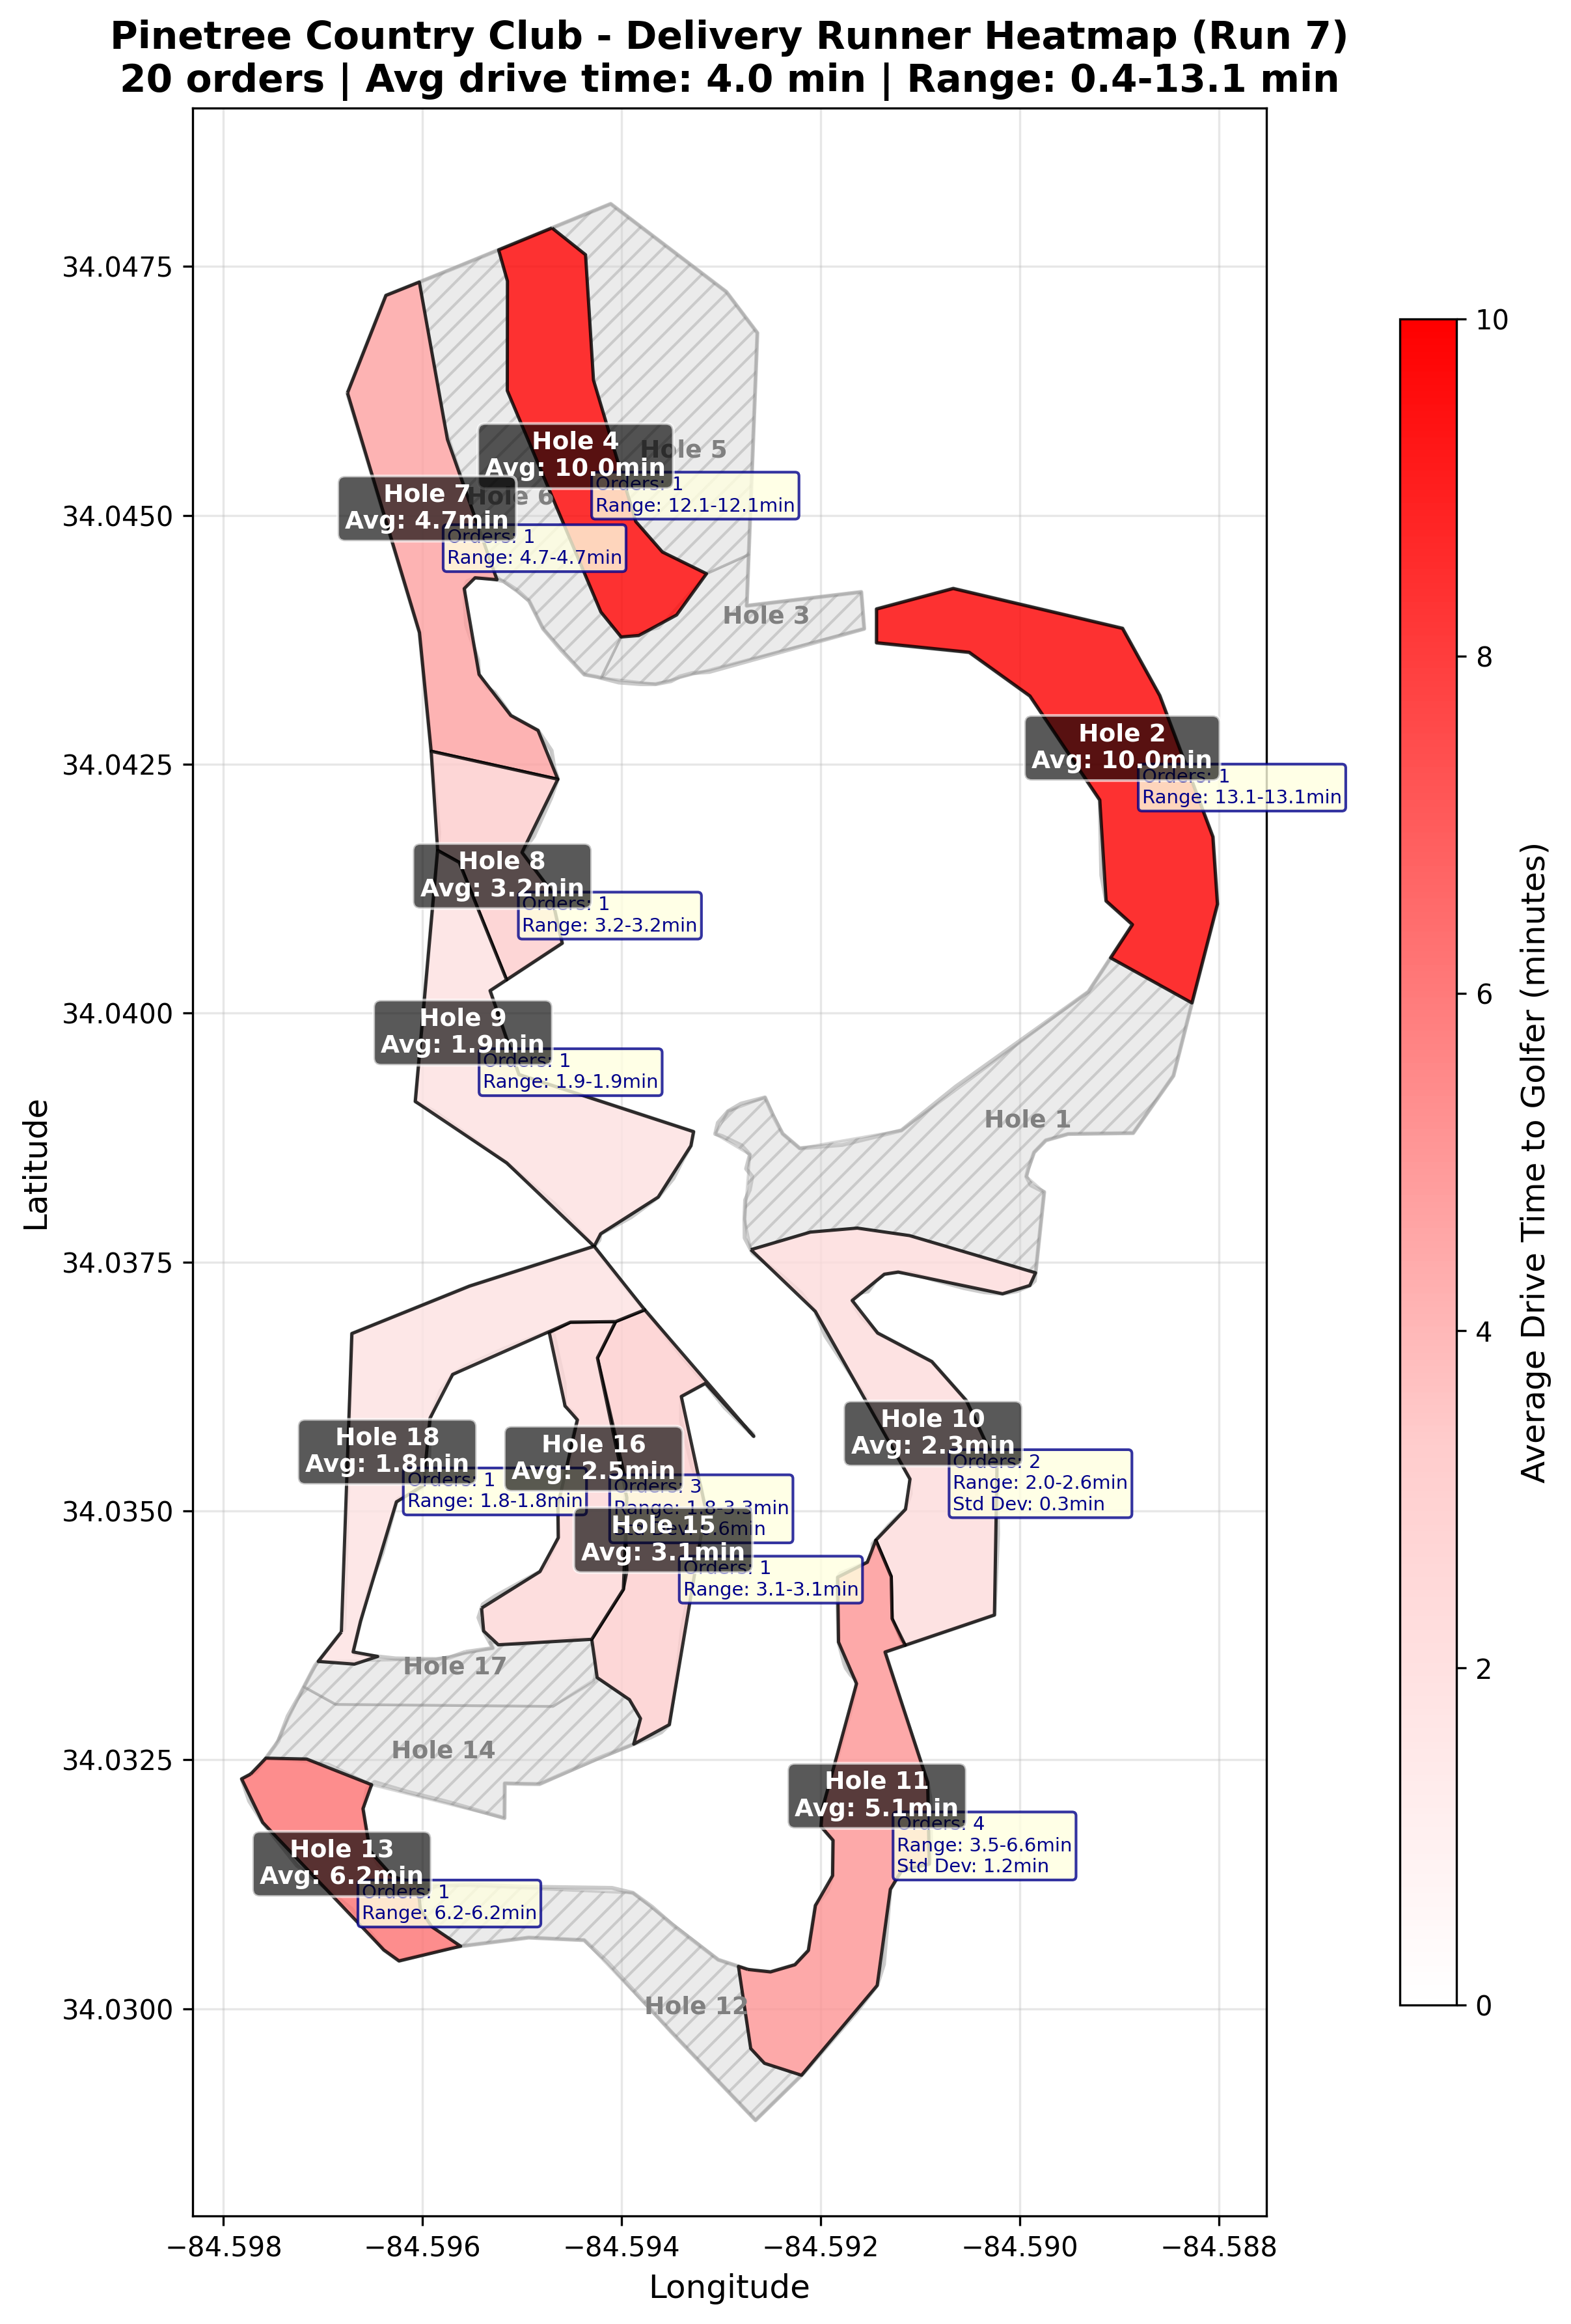 Pinetree Country Club - Delivery Runner Heatmap (Run 7)
20 orders | Avg drive time: 4.0 min | Range: 0.4-13.1 min
34.0475
34.0450
34.0425
34.0400
34.0375
34.0350
34.0325
34.0300
Latitude
Hole 4
Avg: 10.0min
Hole 5
Orders: 1
Range: 12.1-12.1min
Hole 7
Avg: 4.7min
Hole 6
Orders: 1
Range: 4.7-4.7min
Hole 3
Hole 2
Avg: 10.0min
Orders: 1
Range: 13.1-13.1min
Hole 8
Avg: 3.2min
Orders: 1
Range: 3.2-3.2min
Hole 9
Avg: 1.9min
Orders: 1
Range: 1.9-1.9min
Hole 1
Hole 10
Avg: 2.3min
Orders: 2
Range: 2.0-2.6min
Std Dev: 0.3min
Hole 18
Avg: 1.8min
Orders: 1
Range: 1.8-1.8min
Hole 16
Avg: 2.5min
Orders: 3
Range: 1.8-3.3min
Std Dev: 0.6min
Hole 15
Avg: 3.1min
Orders: 1
Range: 3.1-3.1min
Hole 17
Hole 14
Hole 11
Avg: 5.1min
Orders: 4
Range: 3.5-6.6min
Std Dev: 1.2min
Hole 13
Avg: 6.2min
Orders: 1
Range: 6.2-6.2min
Hole 12
−84.598
−84.596
−84.594
−84.592
−84.590
−84.588
Longitude
10
8
6
4
2
0
Average Drive Time to Golfer (minutes)